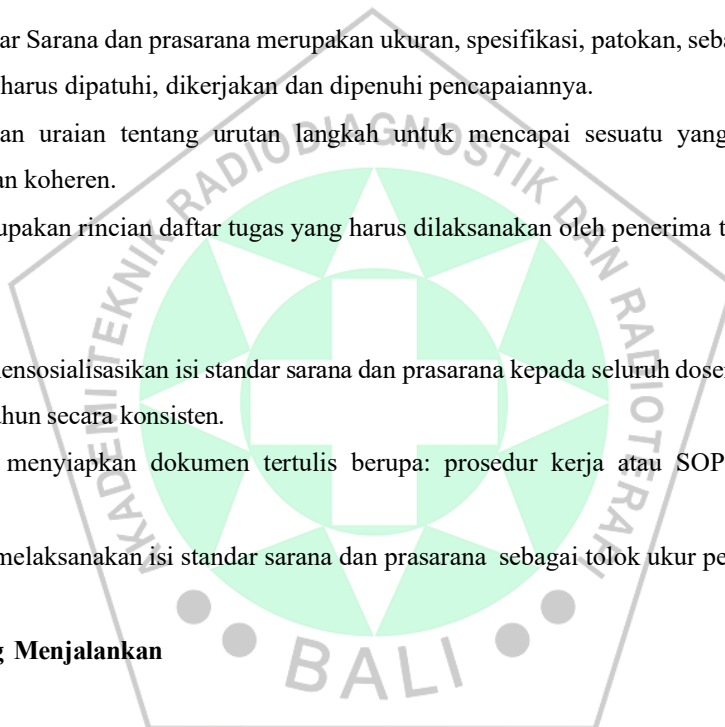 ar Sarana dan prasarana merupakan ukuran, spesifikasi, patokan, seba
harus dipatuhi, dikerjakan dan dipenuhi pencapaiannya.
an uraian tentang urutan langkah untuk mencapai sesuatu yang
an koheren.
upakan rincian daftar tugas yang harus dilaksanakan oleh penerima t
ensosialisasikan isi standar sarana dan prasarana kepada seluruh dose
ahun secara konsisten.
menyiapkan dokumen tertulis berupa: prosedur kerja atau SOP
melaksanakan isi standar sarana dan prasarana sebagai tolok ukur pe
g Menjalankan
AKADEMI TEKNIK RADIODIAGNOSTIK DAN RADIOTERAPI
BALI